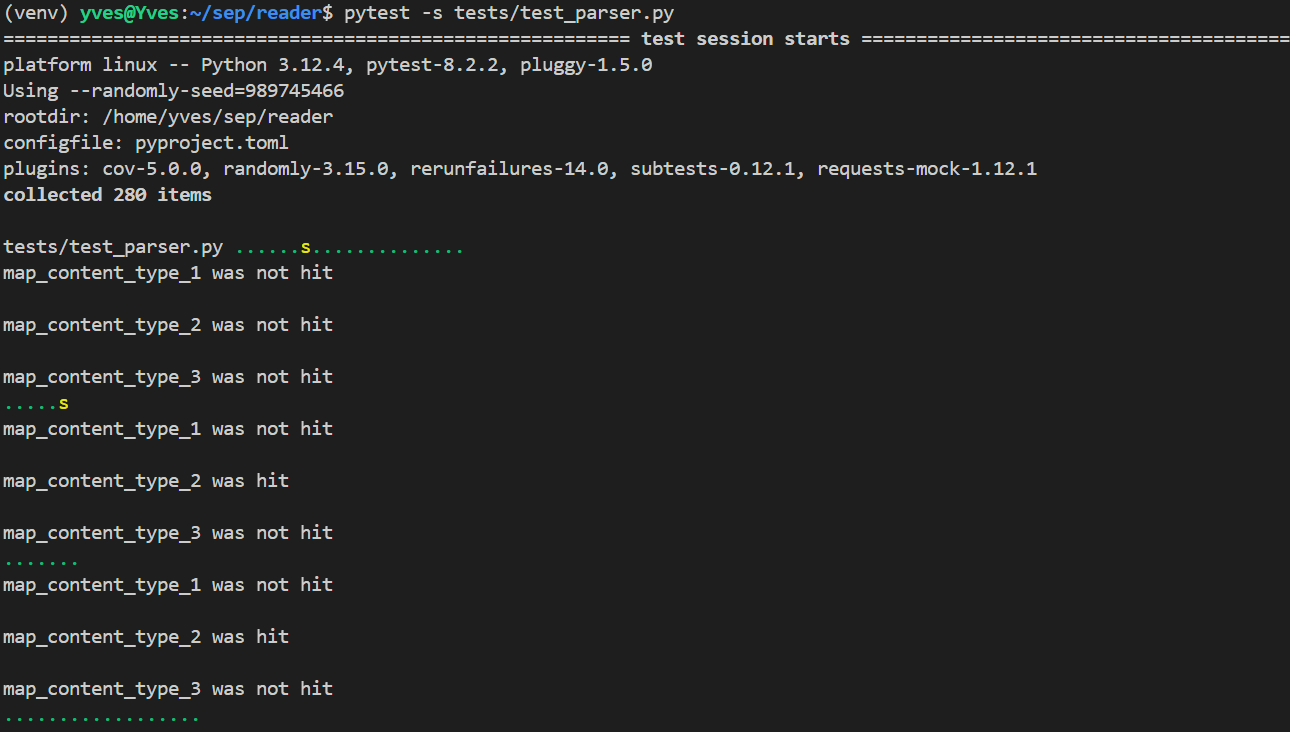 (venv) yves@Yves:~/sep/reader$ pytest -s tests/test_parser.py
========================================================= test session starts =======================================
platform linux -- Python 3.12.4, pytest-8.2.2, pluggy-1.5.0
Using --randomly-seed=989745466
rootdir: /home/yves/sep/reader
configfile: pyproject.toml
plugins: cov-5.0.0, randomly-3.15.0, rerunfailures-14.0, subtests-0.12.1, requests-mock-1.12.1
collected 280 items
tests/test_parser.py ......s..............
map_content_type_1 was not hit
map_content_type_2 was not hit
map_content_type_3 was not hit
.....s
map_content_type_1 was not hit
map_content_type_2 was hit
map_content_type_3 was not hit
.......
map_content_type_1 was not hit
map_content_type_2 was hit
map_content_type_3 was not hit
..................